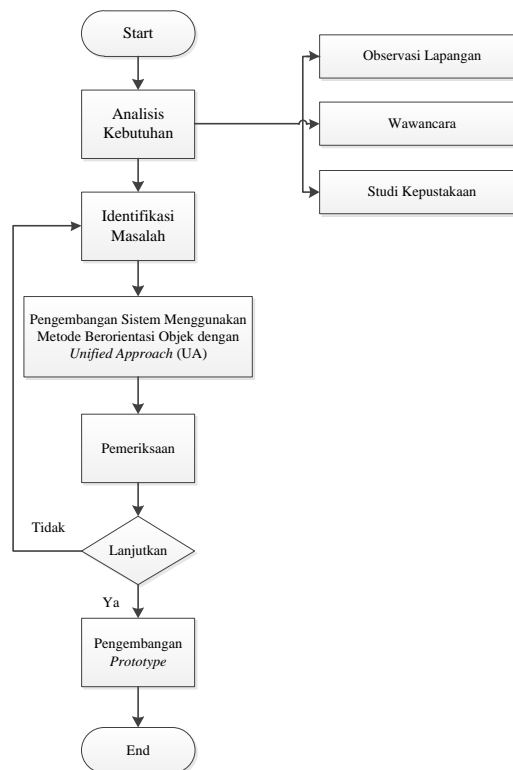 Start
Analisis
Kebutuhan
Observasi Lapangan
Wawancara
Studi Kepustakaan
Identifikasi
Masalah
Pengembangan Sistem Menggunakan
Metode Berorientasi Objek dengan
Unified Approach (UA)
Pemeriksaan
Tidak
Lanjutkan
Ya
Pengembangan
Prototype
End